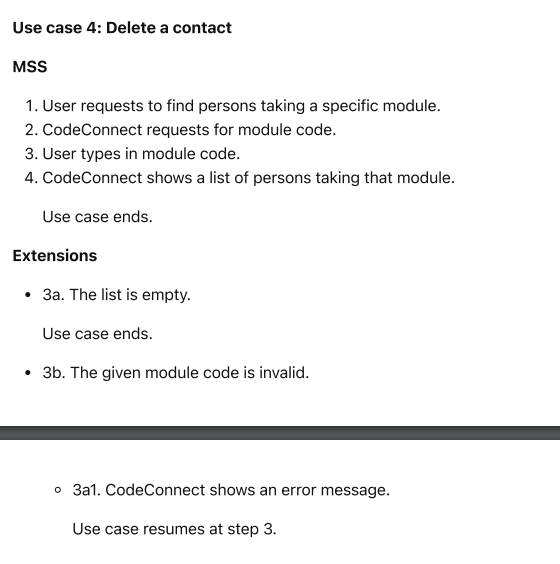 Use case 4: Delete a contact
MSS
1. User requests to find persons taking a specific module.
2. CodeConnect requests for module code.
3. User types in module code.
4. CodeConnect shows a list of persons taking that module.
Use case ends.
Extensions
• 3a. The list is empty.
Use case ends.
• 3b. The given module code is invalid.
○ 3a1. CodeConnect shows an error message.
Use case resumes at step 3.